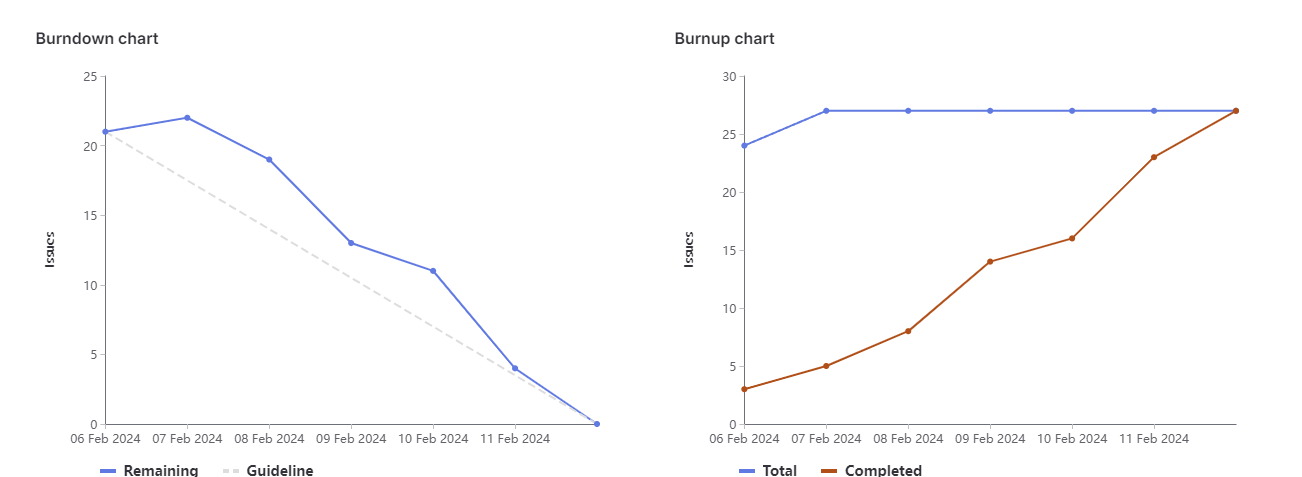 Burndown chart
25
20
15
10
5
0
Issues
06 Feb 2024 07 Feb 2024 08 Feb 2024 09 Feb 2024 10 Feb 2024 11 Feb 2024
Remaining Guideline
Burnup chart
30
25
20
15
10
5
0
Issues
06 Feb 2024 07 Feb 2024 08 Feb 2024 09 Feb 2024 10 Feb 2024 11 Feb 2024
Total Completed